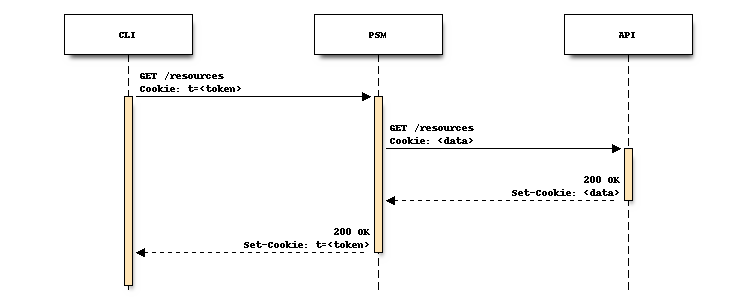 CLI
PSM
API
GET /resources
Cookie: t=<token>
GET /resources
Cookie: <data>
200 OK
Set-Cookie: <data>
200 OK
Set-Cookie: t=<token>